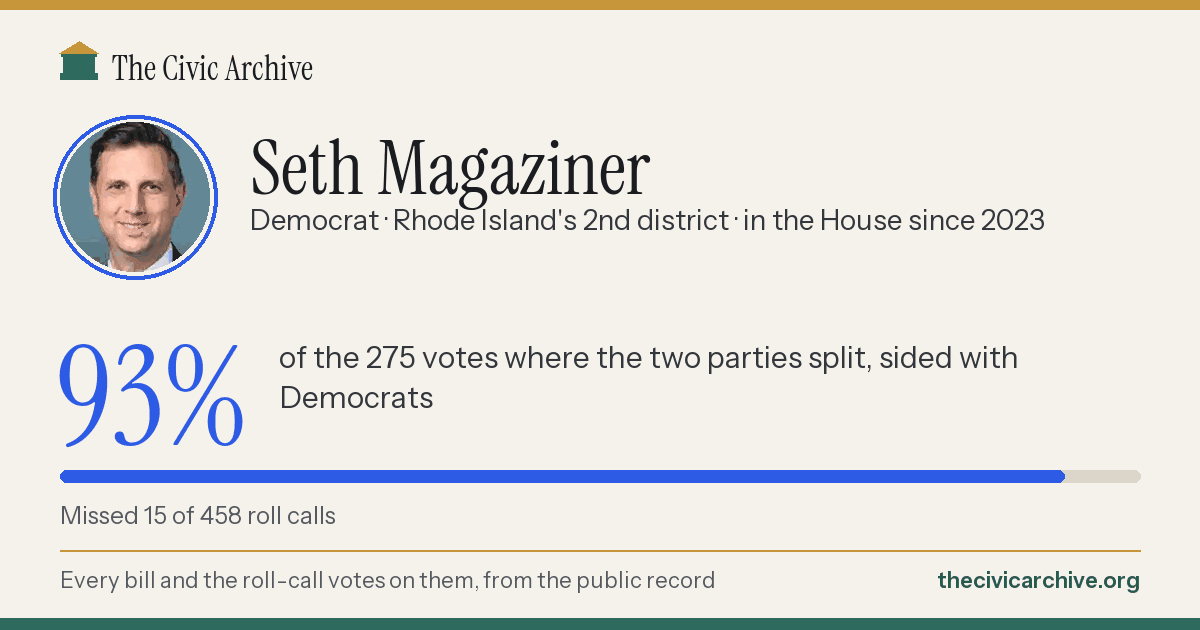 The Civic Archive
Seth Magaziner
Democrat · Rhode Island's 2nd district · in the House since 2023
93%
of the 275 votes where the two parties split, sided with
Democrats
Missed 15 of 458 roll calls
Every bill and the roll-call votes on them, from the public record
thecivicarchive.org